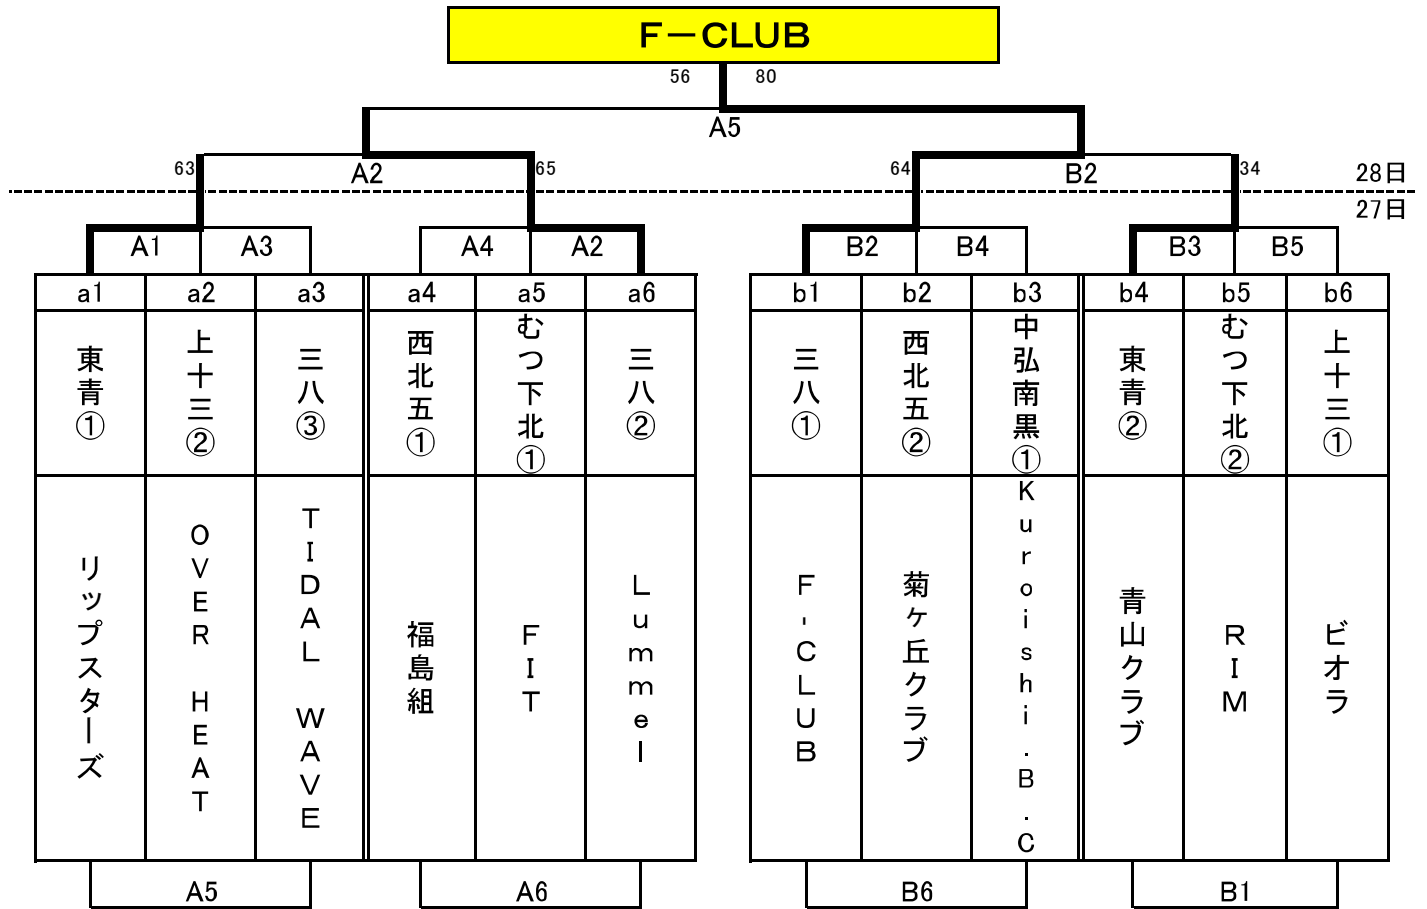 F－CLUB
56 80
A5
63 A2 65 64 B2 34 28日
27日
A1 A3 A4 A2 B2 B4 B3 B5
a1 a2 a3 a4 a5 a6 b1 b2 b3 b4 b5 b6
東青①
上十三②
三八③
西北五①
むつ下北①
三八②
三八①
西北五②
中弘南黒①
東青②
むつ下北②
上十三①
リップスターズ
OVER HEAT
TIDAL WAVE
福島組
FIT
Lummel
F-CLUB
菊ヶ丘クラブ
Kuroishi.B.C
青山クラブ
RIM
ビオラ
A5 A6 B6 B1